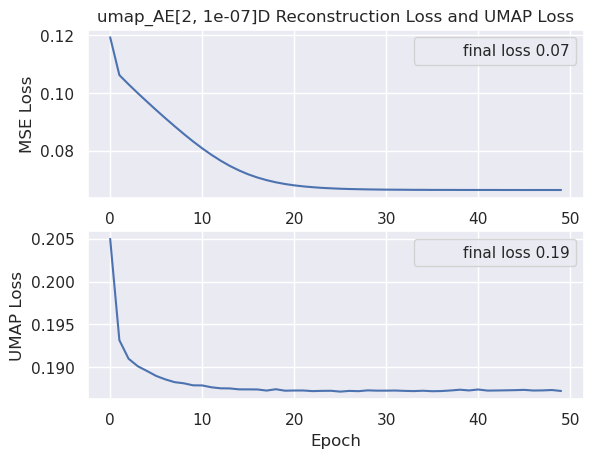 umap_AE[2, 1e-07]D Reconstruction Loss and UMAP Loss
0.12
final loss 0.07
MSE Loss
0.10
0.08
0 10 20 30 40 50
0.205
final loss 0.19
UMAP Loss
0.200
0.195
0.190
0 10 20 30 40 50
Epoch